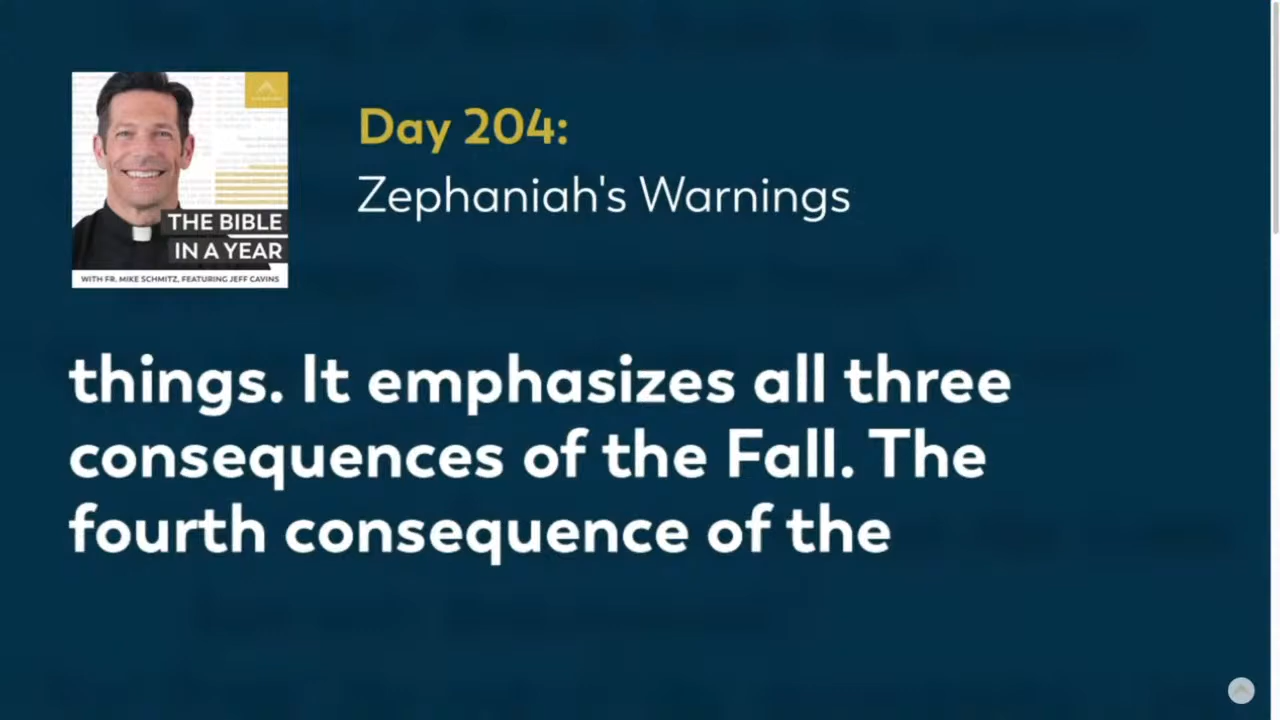 Day 204:
Zephaniah's Warnings
THE BIBLE
IN A YEAR
WITH FR. MIKE SCHMITZ, FEATURING JEFF CAVINS
things. It emphasizes all three
consequences of the Fall. The
fourth consequence of the